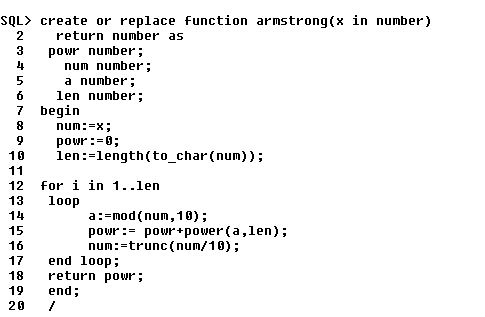 SQL> create or replace function armstrong(x in number)
  2    return number as
  3   powr number;
  4     num number;
  5     a number;
  6    len number;
  7  begin
  8    num:=x;
  9    powr:=0;
 10    len:=length(to_char(num));
 11
 12  for i in 1..len
 13   loop
 14        a:=mod(num,10);
 15        powr:= powr+power(a,len);
 16        num:=trunc(num/10);
 17   end loop;
 18   return powr;
 19   end;
 20   /